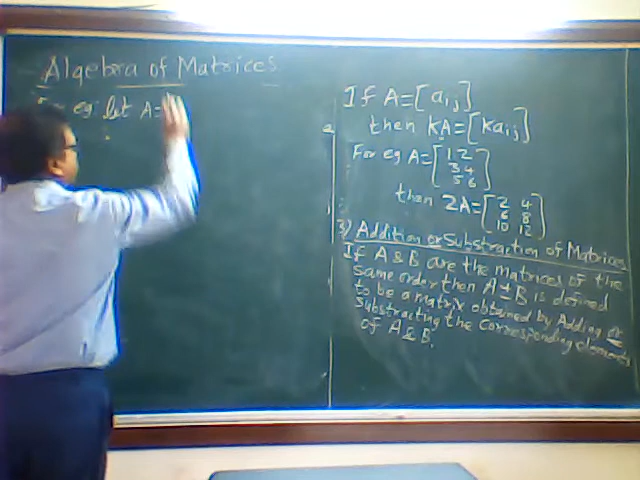 Algebra of Matrices
For eg let A=
If A=[aij]
then KA=[Kaij]
For eg A=[1 2
3 4
5 6]
then 2A=[2 4
6 8
10 12]
3) Addition or Substraction of Matrices
If A & B are the matrices of the
same order then A±B is defined
to be a matrix obtained by Adding or
Substracting the corresponding elements
of A & B.